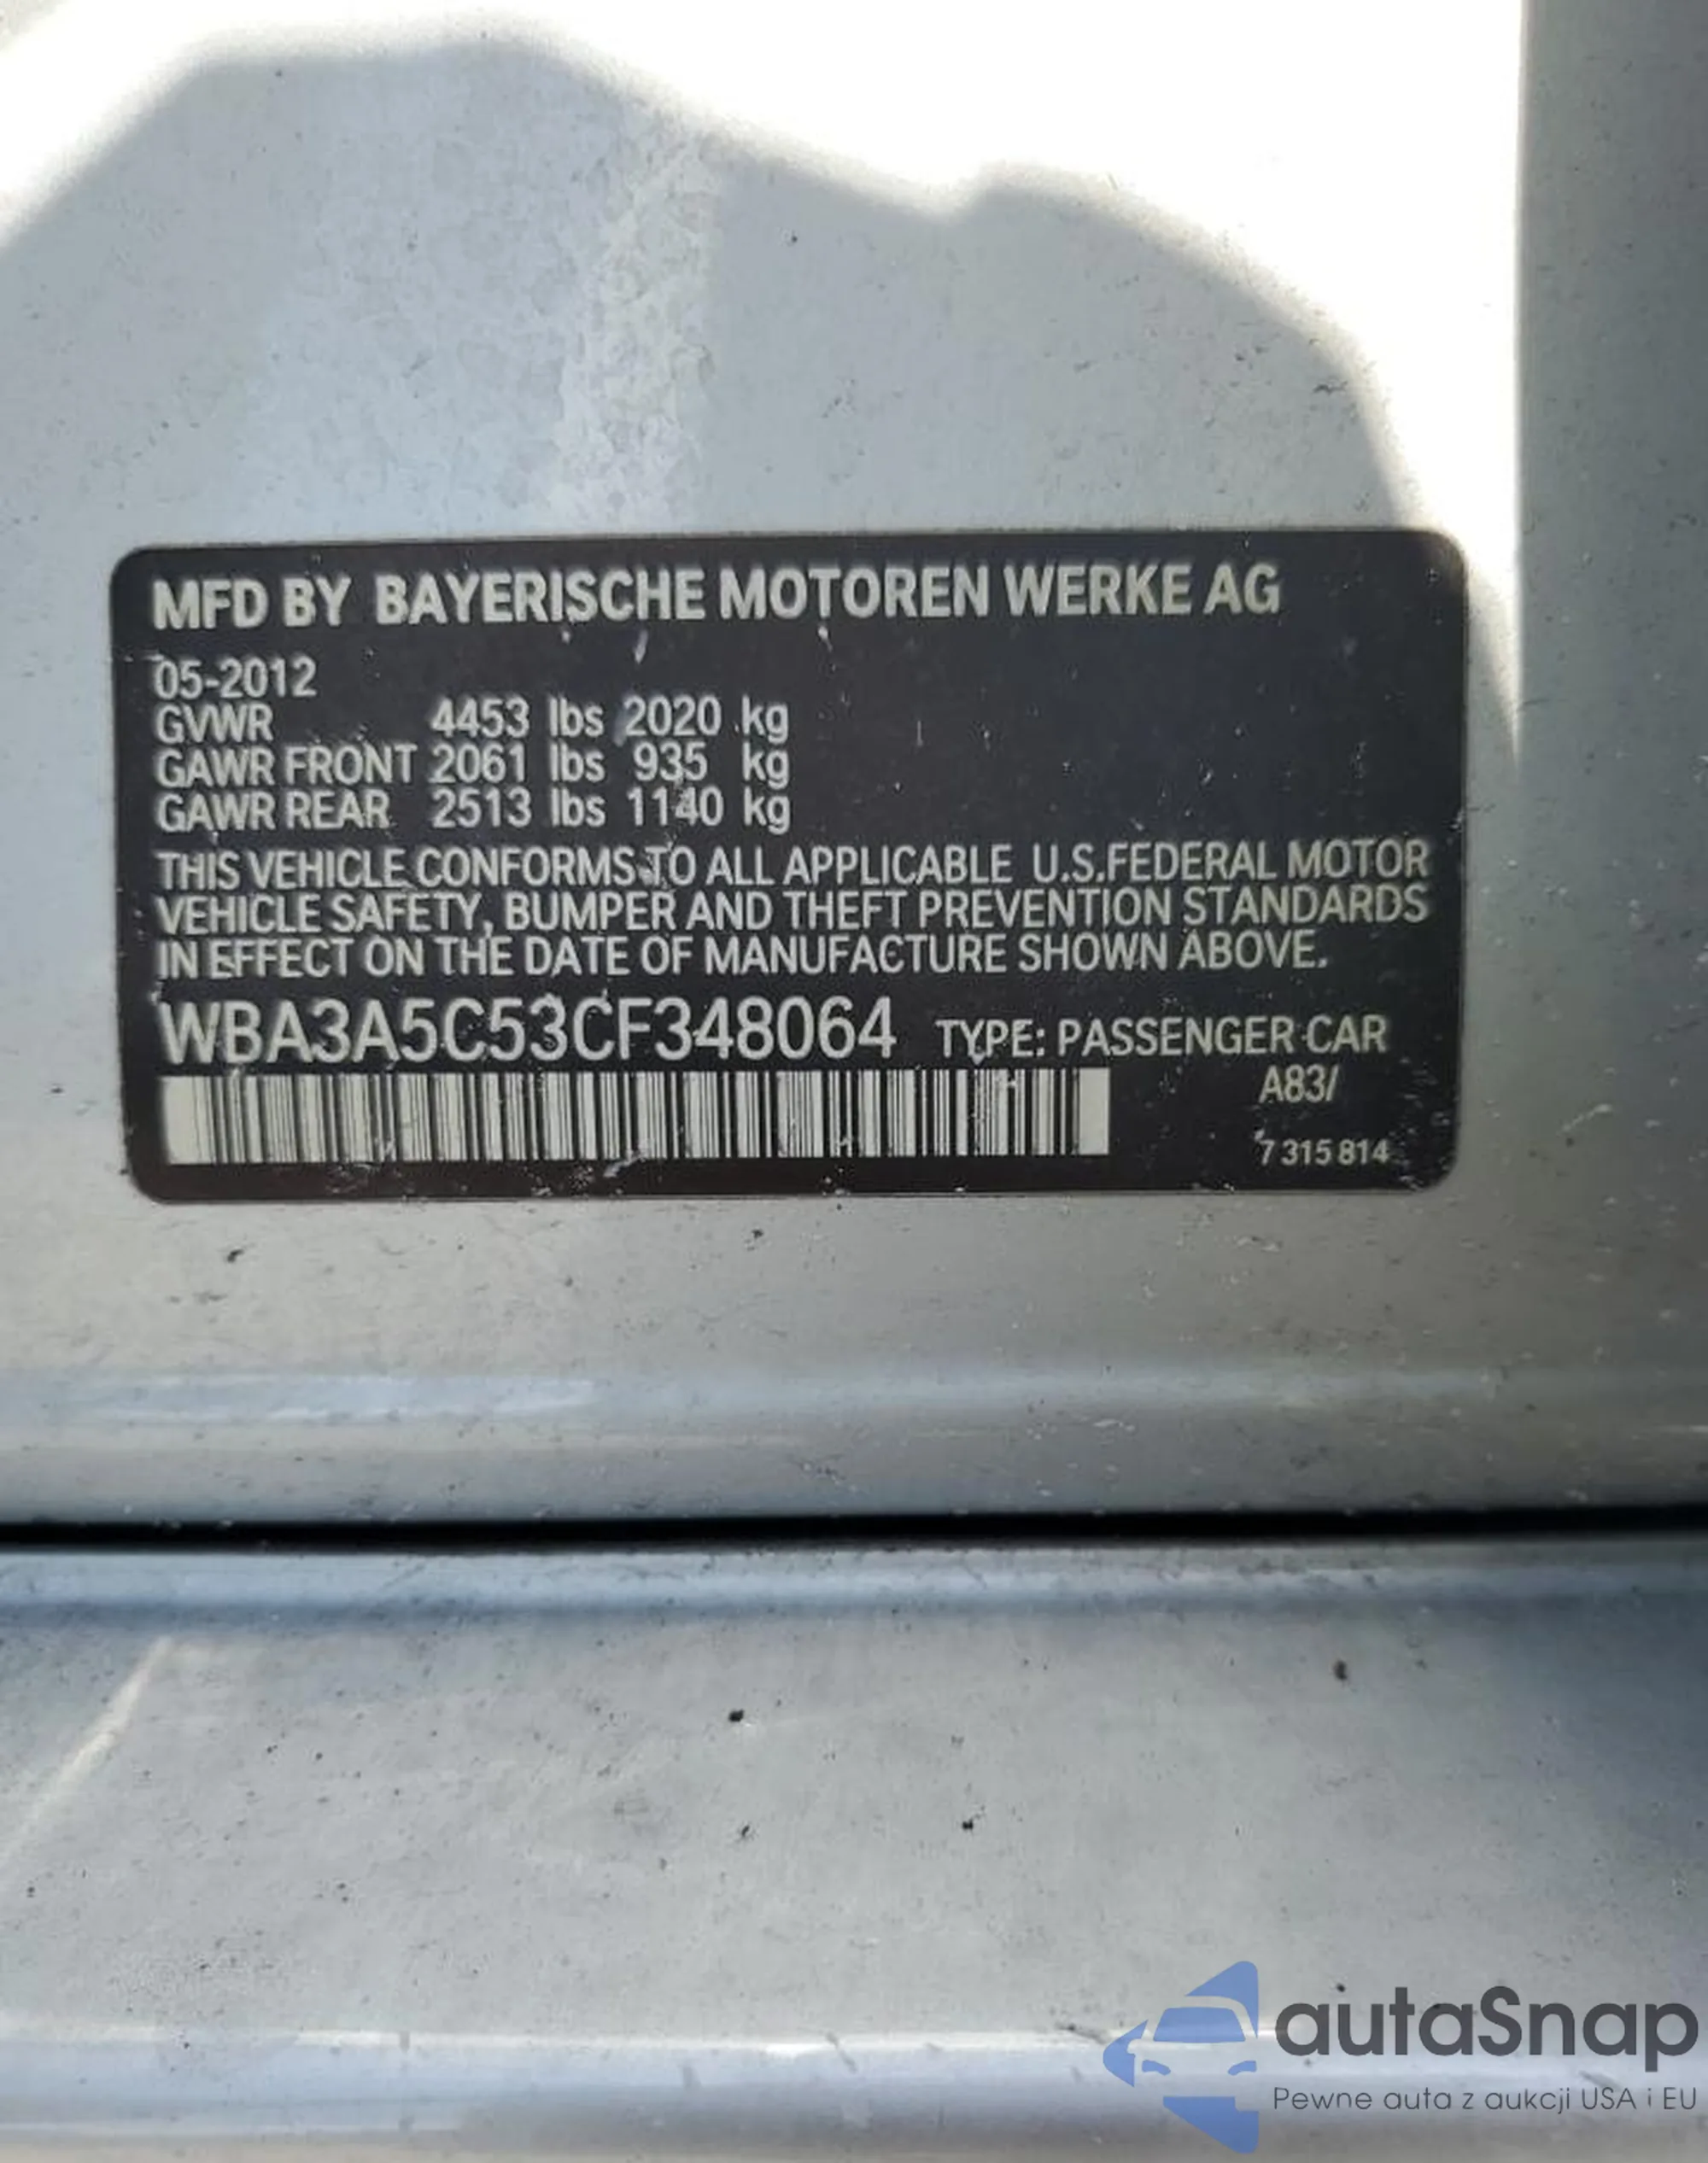 MFD BY BAYERISCHE MOTOREN WERKE AG
05-2012
GVWR 4453 lbs 2020 kg
GAWR FRONT 2061 lbs 935 kg
GAWR REAR 2513 lbs 1140 kg
THIS VEHICLE CONFORMS TO ALL APPLICABLE U.S.FEDERAL MOTOR
VEHICLE SAFETY, BUMPER AND THEFT PREVENTION STANDARDS
IN EFFECT ON THE DATE OF MANUFACTURE SHOWN ABOVE.
WBA3A5C53CF348064 TYPE: PASSENGER CAR
A83/
7 315 814
autaSnap
Pewne auta z aukcji USA i EU